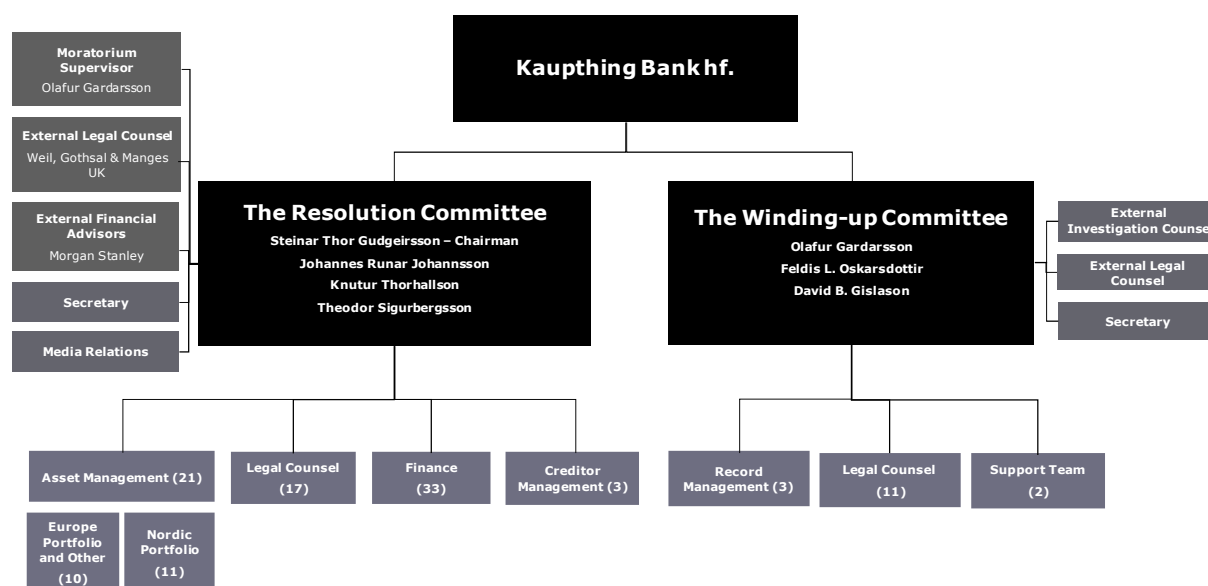 Kaupthing Bank hf.
Moratorium
Supervisor
Olafur Gardarsson
External Legal Counsel
Weil, Gothsal & Manges
UK
External Financial
Advisors
Morgan Stanley
Secretary
Media Relations
The Resolution Committee
Steinar Thor Gudgeirsson – Chairman
Johannes Runar Johannsson
Knutur Thorhallson
Theodor Sigurbergsson
The Winding-up Committee
Olafur Gardarsson
Feldis L. Oskarsdottir
David B. Gislason
External
Investigation Counse
External Legal
Counsel
Secretary
Asset Management (21)
Legal Counsel
(17)
Finance
(33)
Creditor
Management (3)
Record
Management (3)
Legal Counsel
(11)
Support Team
(2)
Europe
Portfolio
and Other
(10)
Nordic
Portfolio
(11)